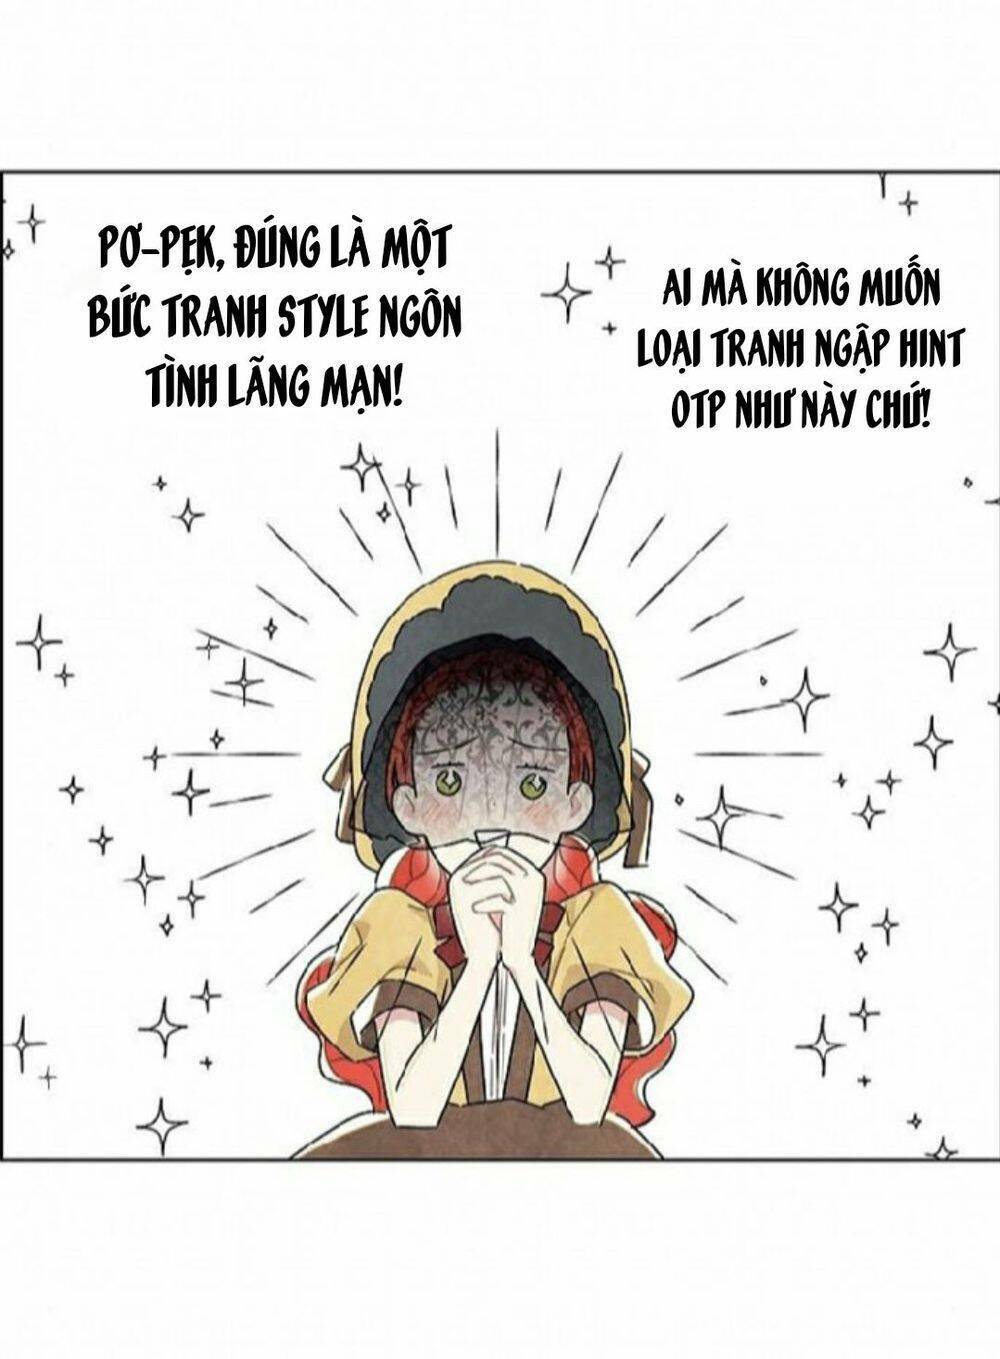 PƠ-PẸK, ĐÚNG LÀ MỘT
BỨC TRANH STYLE NGÔN
TÌNH LÃNG MẠN!
AI MÀ KHÔNG MUỐN
LOẠI TRANH NGẬP HINT
OTP NHƯ NÀY CHỨ!